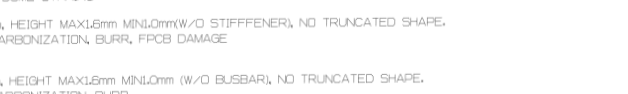 , HEIGHT MAX1.6mm MIN1.0mm(W/O STIFFFENER), NO TRUNCATED SHAPE.
ARBONIZATION, BURR, FPCB DAMAGE
, HEIGHT MAX1.6mm MIN1.0mm (W/O BUSBAR), NO TRUNCATED SHAPE.